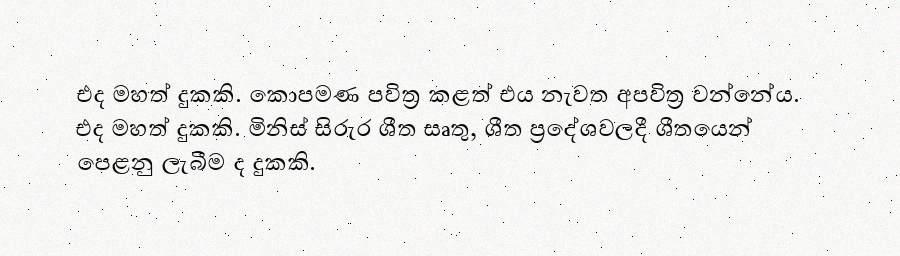 එද මහත් දුකකි. කොපමණ පවිත්‍ර කළත් එය නැවත අපවිත්‍ර වන්නේය.
එද මහත් දුකකි. මිනිස් සිරුර ශීත සෘතු, ශීත ප්‍රදේශවලදී ශීතයෙන්
පෙළනු ලැබීම ද දුකකි.